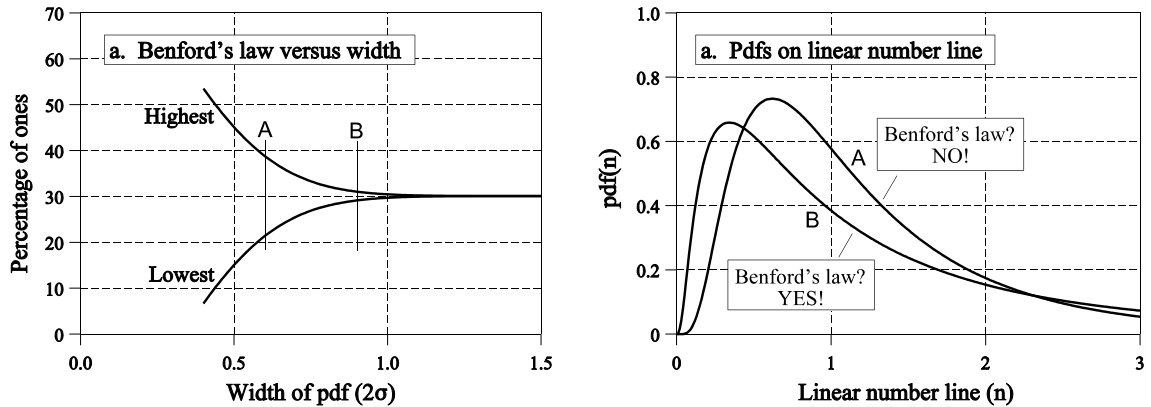 a. Benford's law versus width
Percentage of ones
70
60
50
40
30
20
10
0
Highest
Lowest
A
B
0.0
0.5
1.0
1.5
Width of pdf (2σ)
a. Pdfs on linear number line
pdf(n)
1.0
0.8
0.6
0.4
0.2
0
A
Benford's law?
NO!
B
Benford's law?
YES!
0
1
2
3
Linear number line (n)